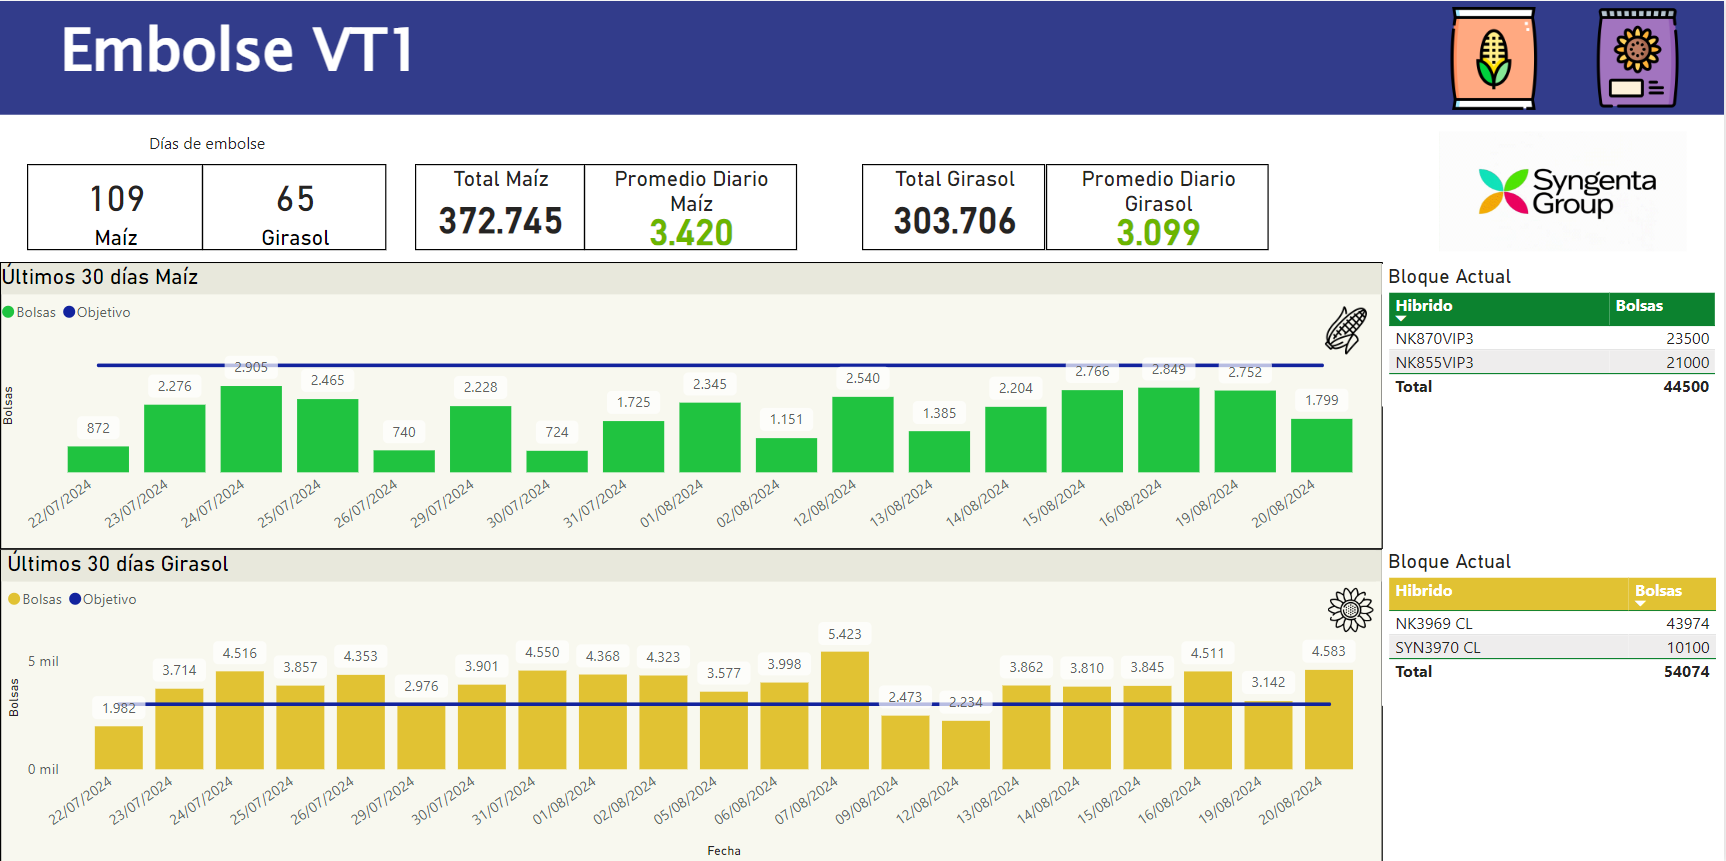 Embolse VT1
Días de embolse
109
Maíz
65
Girasol
Total Maíz
372.745
Promedio Diario
Maíz
3.420
Total Girasol
303.706
Promedio Diario
Girasol
3.099
Syngenta
Group
Últimos 30 días Maíz
Bolsas Objetivo
Bolsas
872
2.276
2.905
2.465
740
2.228
724
1.725
2.345
1.151
2.540
1.385
2.204
2.766
2.849
2.752
1.799
22/07/2024
23/07/2024
24/07/2024
25/07/2024
26/07/2024
29/07/2024
30/07/2024
31/07/2024
01/08/2024
02/08/2024
12/08/2024
13/08/2024
14/08/2024
15/08/2024
16/08/2024
19/08/2024
20/08/2024
Bloque Actual
Hibrido Bolsas
NK870VIP3 23500
NK855VIP3 21000
Total 44500
Últimos 30 días Girasol
Bolsas Objetivo
Bolsas
5 mil
0 mil
1.982
3.714
4.516
3.857
4.353
2.976
3.901
4.550
4.368
4.323
3.577
3.998
5.423
2.473
2.234
3.862
3.810
3.845
4.511
3.142
4.583
22/07/2024
23/07/2024
24/07/2024
25/07/2024
26/07/2024
29/07/2024
30/07/2024
31/07/2024
01/08/2024
02/08/2024
05/08/2024
06/08/2024
07/08/2024
09/08/2024
12/08/2024
13/08/2024
14/08/2024
15/08/2024
16/08/2024
19/08/2024
20/08/2024
Fecha
Bloque Actual
Hibrido Bolsas
NK3969 CL 43974
SYN3970 CL 10100
Total 54074